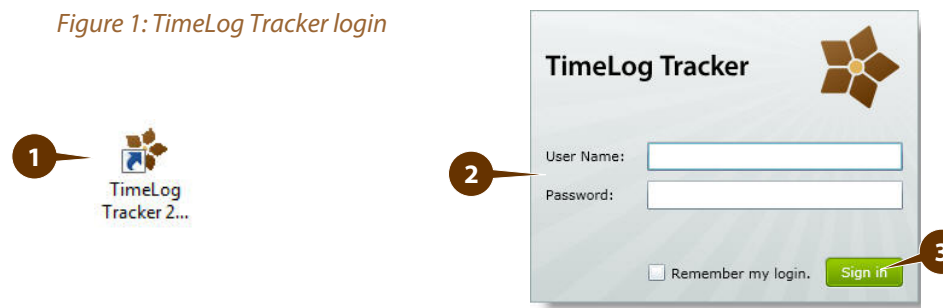 Figure 1: TimeLog Tracker login
TimeLog Tracker
1
TimeLog
Tracker 2...
2
User Name:
Password:
Remember my login.
Sign in
3